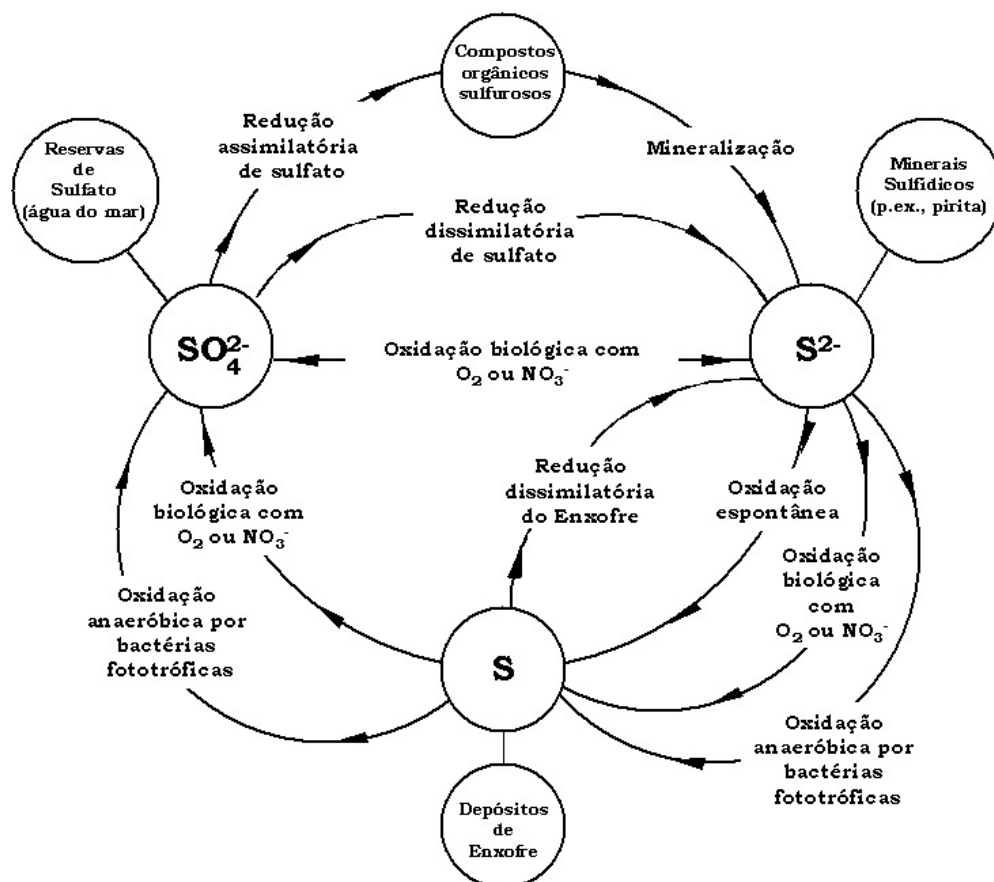 Compostos
orgânicos
sulfurosos
Redução
assimilatória
de sulfato
Mineralização
Reservas
de
Sulfato
(água do mar)
Minerais
Sulfídicos
(p.ex., pirita)
Redução
dissimilatória
de sulfato
SO₄²⁻
Oxidação biológica com
O₂ ou NO₃⁻
S²⁻
Redução
dissimilatória
do Enxofre
Oxidação
espontânea
Oxidação
biológica com
O₂ ou NO₃⁻
Oxidação
biológica
com
O₂ ou NO₃⁻
Oxidação
anaeróbica por
bactérias
fototróficas
S
Oxidação
anaeróbica por
bactérias
fototróficas
Depósitos
de
Enxofre